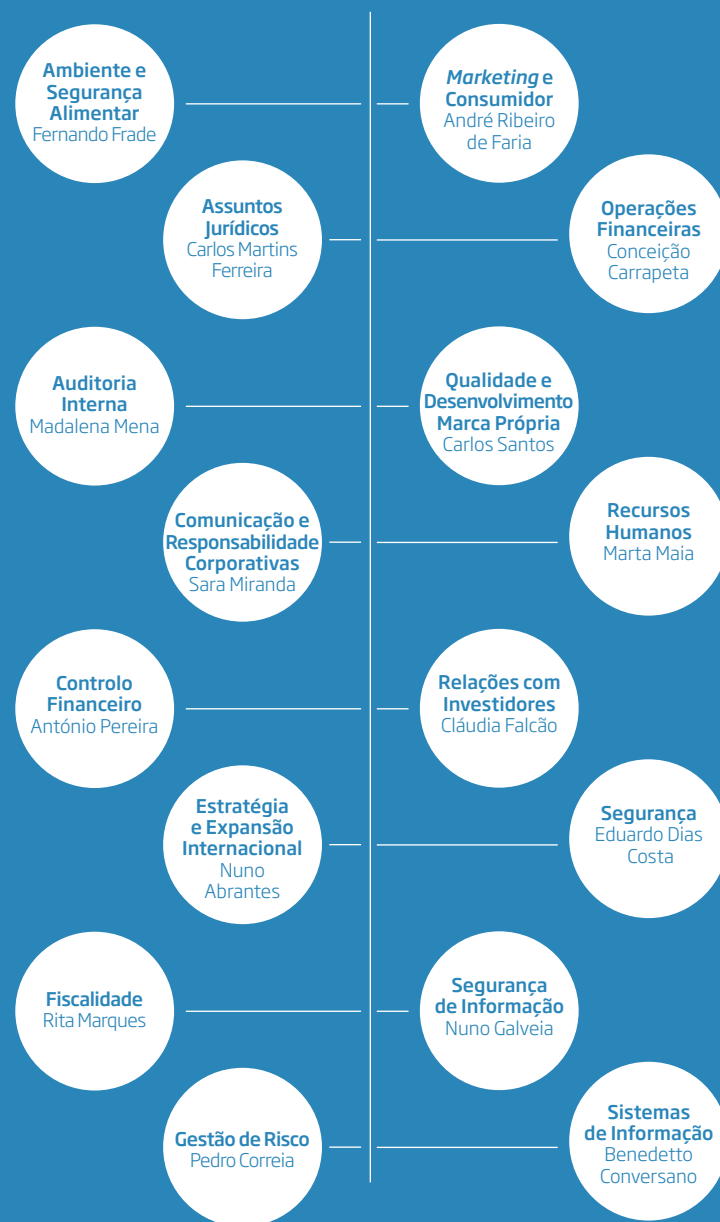 Ambiente e
Segurança
Alimentar
Fernando Frade
Marketing e
Consumidor
André Ribeiro
de Faria
Assuntos
Jurídicos
Carlos Martins
Ferreira
Operações
Financeiras
Conceição
Carrapeta
Auditoria
Interna
Madalena Mena
Qualidade e
Desenvolvimento
Marca Própria
Carlos Santos
Comunicação e
Responsabilidade
Corporativas
Sara Miranda
Recursos
Humanos
Marta Maia
Controlo
Financeiro
António Pereira
Relações com
Investidores
Cláudia Falcão
Estratégia
e Expansão
Internacional
Nuno
Abrantes
Segurança
Eduardo Dias
Costa
Fiscalidade
Rita Marques
Segurança
de Informação
Nuno Galveia
Gestão de Risco
Pedro Correia
Sistemas
de Informação
Benedetto
Conversano